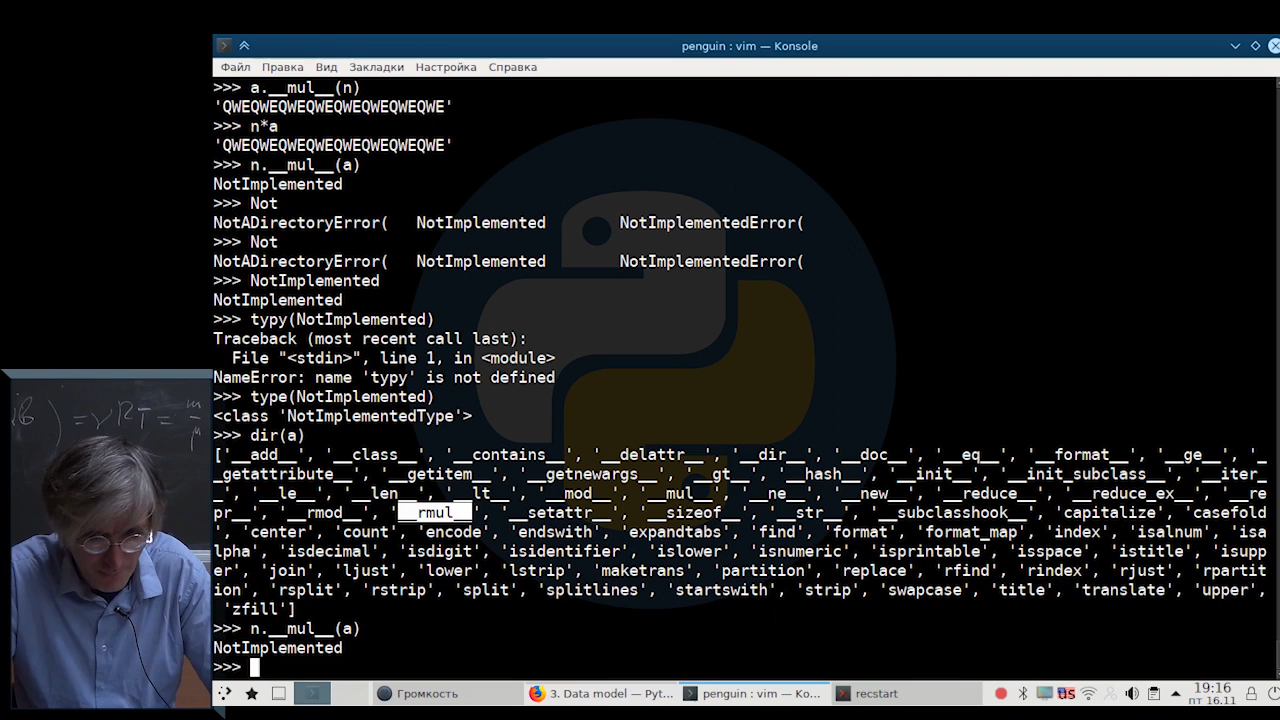 penguin : vim — Konsole
Файл Правка Вид Закладки Настройка Справка
>>> a.__mul__(n)
'QWEQWEQWEQWEQWEQWEQWEQWE'
>>> n*a
'QWEQWEQWEQWEQWEQWEQWEQWE'
>>> n.__mul__(a)
NotImplemented
>>> Not
NotADirectoryError( NotImplemented NotImplementedError(
>>> Not
NotADirectoryError( NotImplemented NotImplementedError(
>>> NotImplemented
NotImplemented
>>> typy(NotImplemented)
Traceback (most recent call last):
File "<stdin>", line 1, in <module>
NameError: name 'typy' is not defined
>>> type(NotImplemented)
<class 'NotImplementedType'>
>>> dir(a)
['__add__', '__class__', '__contains__', '__delattr__', '__dir__', '__doc__', '__eq__', '__format__', '__ge__', '_
_getattribute__', '__getitem__', '__getnewargs__', '__gt__', '__hash__', '__init__', '__init_subclass__', '__iter_
_', '__le__', '__len__', '__lt__', '__mod__', '__mul__', '__ne__', '__new__', '__reduce__', '__reduce_ex__', '__re
pr__', '__rmod__', '__rmul__', '__setattr__', '__sizeof__', '__str__', '__subclasshook__', 'capitalize', 'casefold
', 'center', 'count', 'encode', 'endswith', 'expandtabs', 'find', 'format', 'format_map', 'index', 'isalnum', 'isa
lpha', 'isdecimal', 'isdigit', 'isidentifier', 'islower', 'isnumeric', 'isprintable', 'isspace', 'istitle', 'isupp
er', 'join', 'ljust', 'lower', 'lstrip', 'maketrans', 'partition', 'replace', 'rfind', 'rindex', 'rjust', 'rpartit
ion', 'rsplit', 'rstrip', 'split', 'splitlines', 'startswith', 'strip', 'swapcase', 'title', 'translate', 'upper',
'zfill']
>>> n.__mul__(a)
NotImplemented
>>>
) = νRT = m
μ
Громкость 3. Data model — Pyt... penguin : vim — Ko... recstart us 19:16
пт 16.11